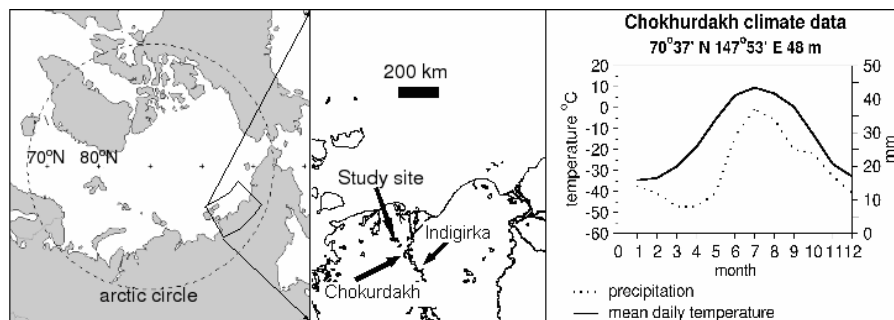 70°N 80°N
arctic circle
200 km
Study site
Indigirka
Chokurdakh
Chokhurdakh climate data
70°37' N 147°53' E 48 m
temperature °C
20
10
0
-10
-20
-30
-40
-50
-60
50
40
30
20
10
0
mm
0 1 2 3 4 5 6 7 8 9 10 11 12
month
precipitation
mean daily temperature